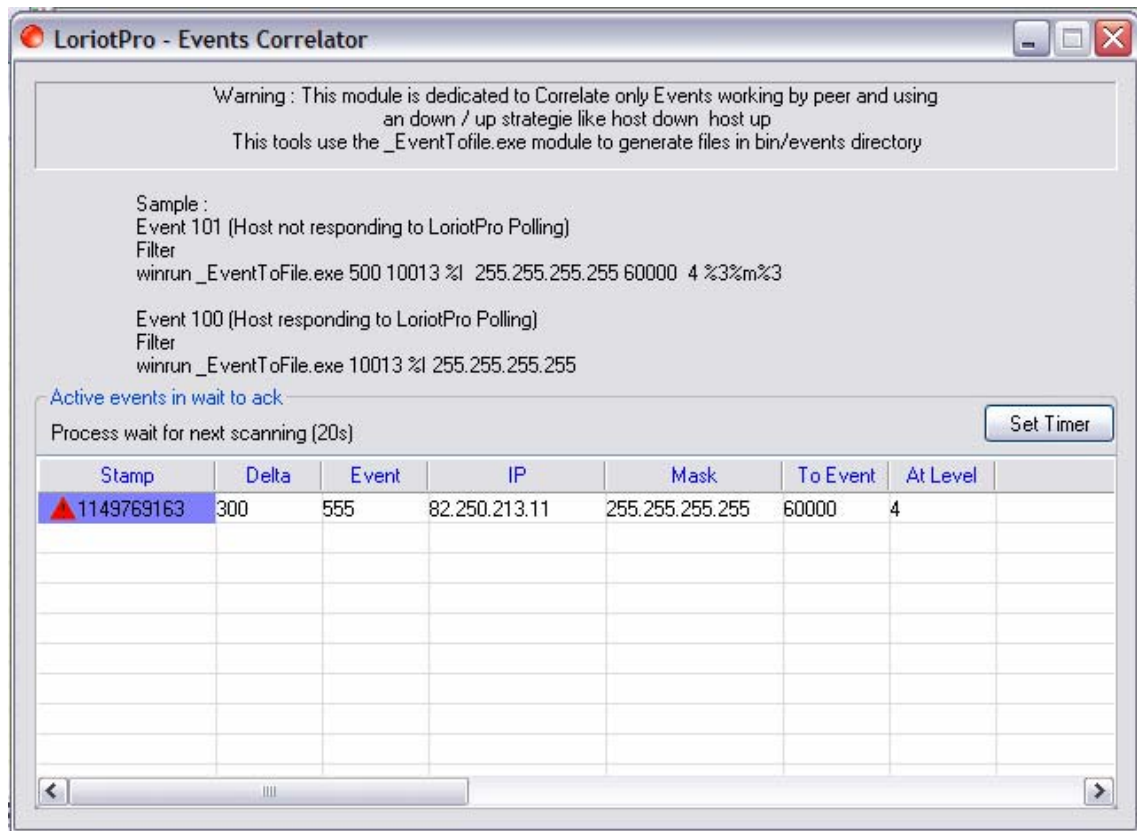 LoriotPro - Events Correlator
Warning : This module is dedicated to Correlate only Events working by peer and using
an down / up strategie like host down host up
This tools use the _EventTofile.exe module to generate files in bin/events directory
Sample :
Event 101 (Host not responding to LoriotPro Polling)
Filter
winrun _EventToFile.exe 500 10013 %I 255.255.255.255 60000 4 %3%m%3
Event 100 (Host responding to LoriotPro Polling)
Filter
winrun _EventToFile.exe 10013 %I 255.255.255.255
Active events in wait to ack
Process wait for next scanning (20s)
Set Timer
Stamp Delta Event IP Mask To Event At Level
1149769163 300 555 82.250.213.11 255.255.255.255 60000 4